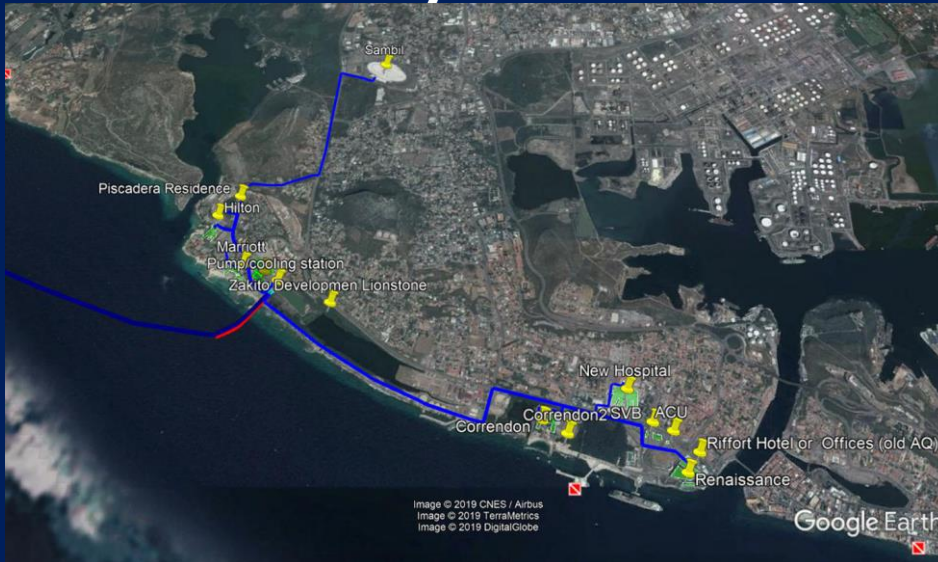 Sambil
Piscadera Residence
Hilton
Marriott
Pump/cooling station
Zakito Developmen Lionstone
New Hospital
Correndon2 SVB ACU
Correndon
Riffort Hotel or Offices (old AQ)
Renaissance
Image © 2019 CNES / Airbus
Image © 2019 TerraMetrics
Image © 2019 DigitalGlobe
Google Earth